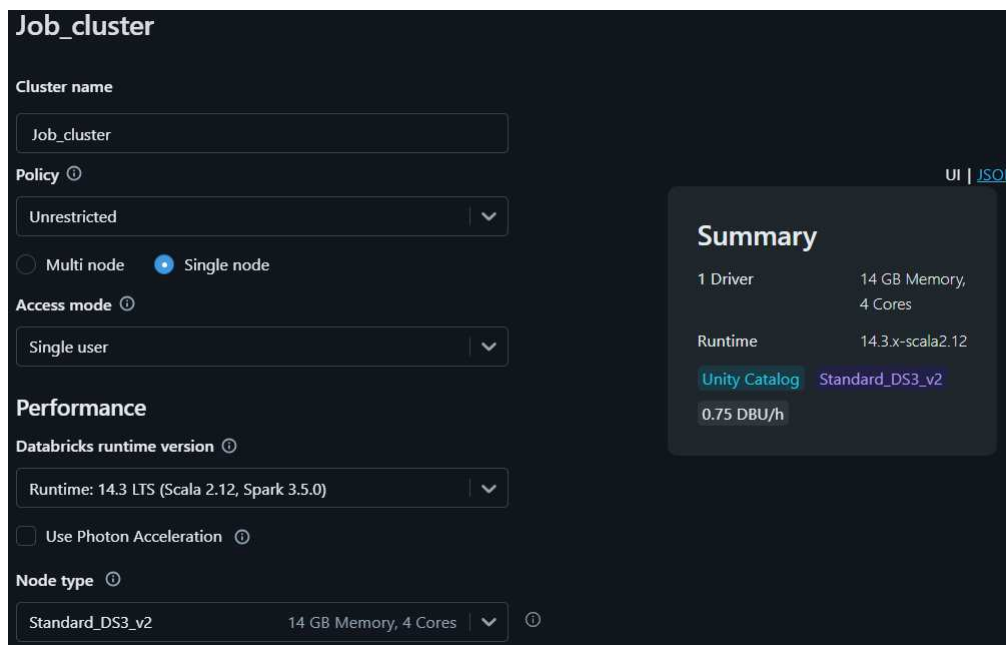 Job_cluster
Cluster name
Job_cluster
Policy
Unrestricted
Multi node Single node
Access mode
Single user
Performance
Databricks runtime version
Runtime: 14.3 LTS (Scala 2.12, Spark 3.5.0)
Use Photon Acceleration
Node type
Standard_DS3_v2 14 GB Memory, 4 Cores
UI | JSO
Summary
1 Driver 14 GB Memory,
4 Cores
Runtime 14.3.x-scala2.12
Unity Catalog Standard_DS3_v2
0.75 DBU/h